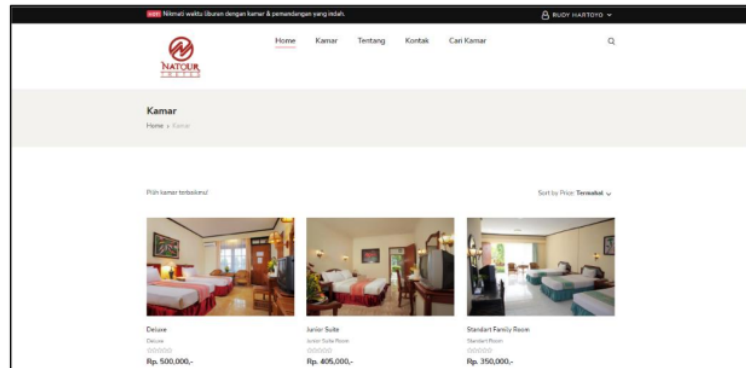 Nikmati waktu liburan dengan kamar & pemandangan yang indah.
RUDY HARTOYO
NATOUR
Home Kamar Tentang Kontak Cari Kamar
Kamar
Home » Kamar
Pilih kamar terbaikmu!
Sort by Price: Termahal
Deluxe
Deluxe
Rp. 500,000,-
Junior Suite
Junior Suite Room
Rp. 405,000,-
Standart Family Room
Standart Room
Rp. 350,000,-